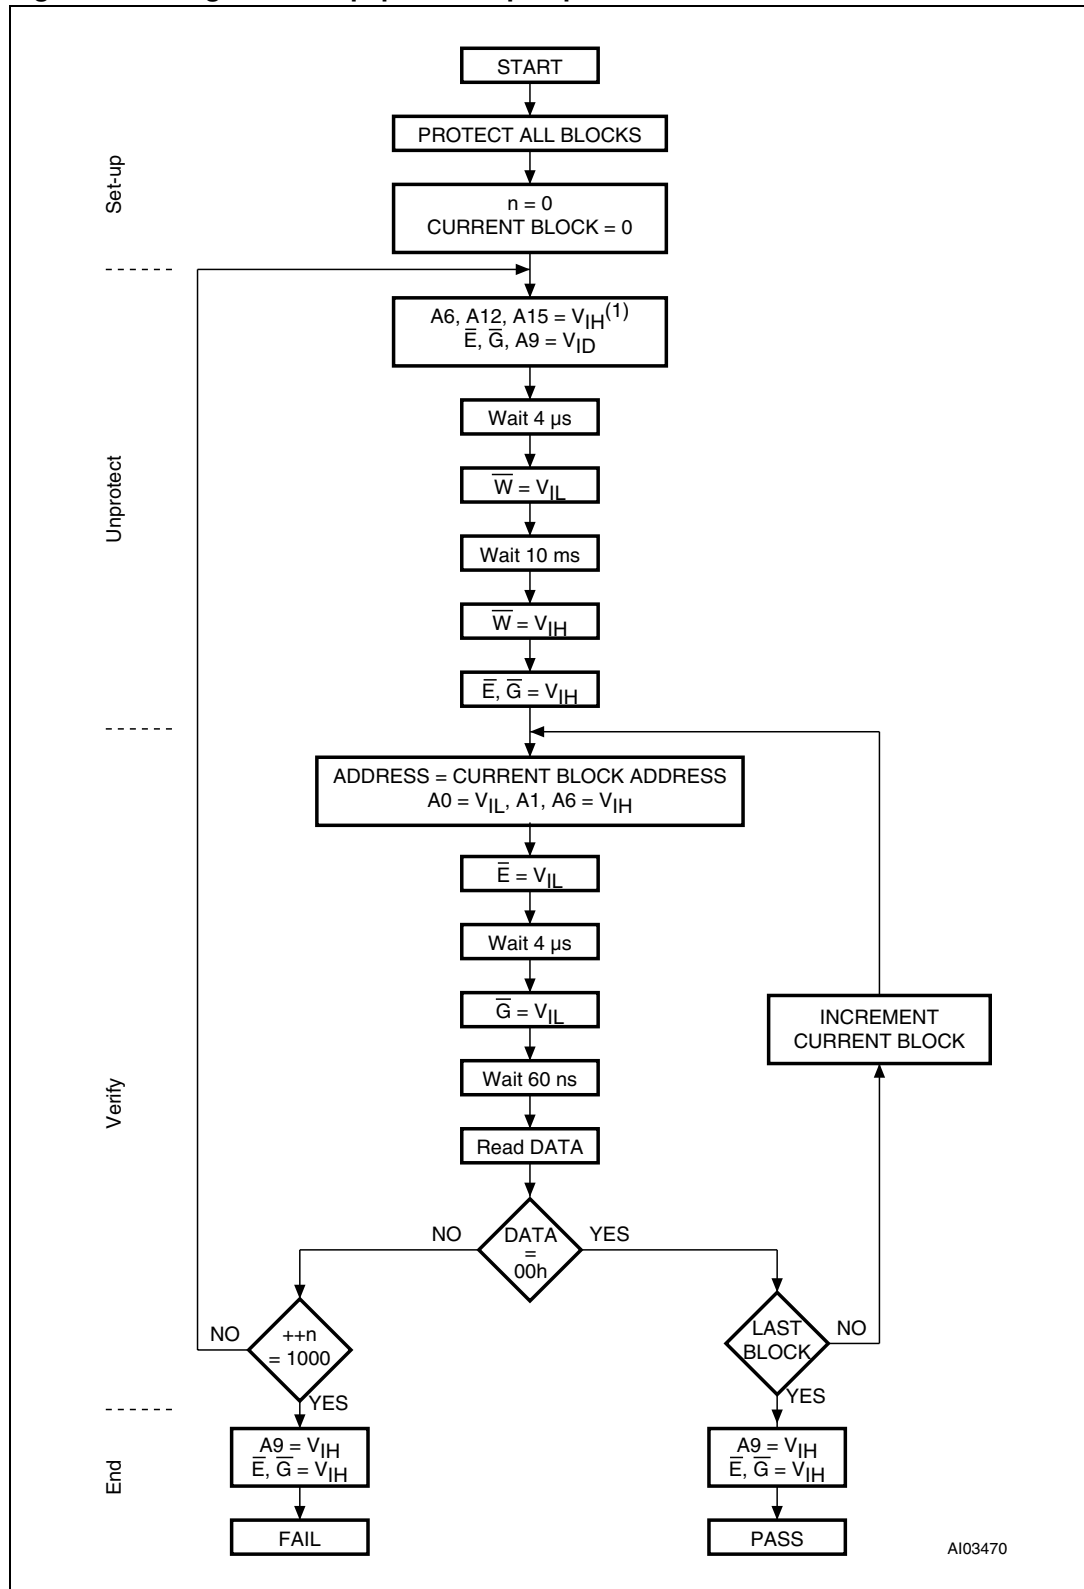 START
PROTECT ALL BLOCKS
Set-up
n = 0
CURRENT BLOCK = 0
A6, A12, A15 = VIH(1)
E̅, G̅, A9 = VID
Wait 4 µs
Unprotect
W̅ = VIL
Wait 10 ms
W̅ = VIH
E̅, G̅ = VIH
ADDRESS = CURRENT BLOCK ADDRESS
A0 = VIL, A1, A6 = VIH
E̅ = VIL
Wait 4 µs
G̅ = VIL
INCREMENT
CURRENT BLOCK
Wait 60 ns
Verify
Read DATA
NO
DATA
=
00h
YES
NO
++n
= 1000
LAST
BLOCK
NO
YES
YES
End
A9 = VIH
E̅, G̅ = VIH
A9 = VIH
E̅, G̅ = VIH
FAIL
PASS
AI03470